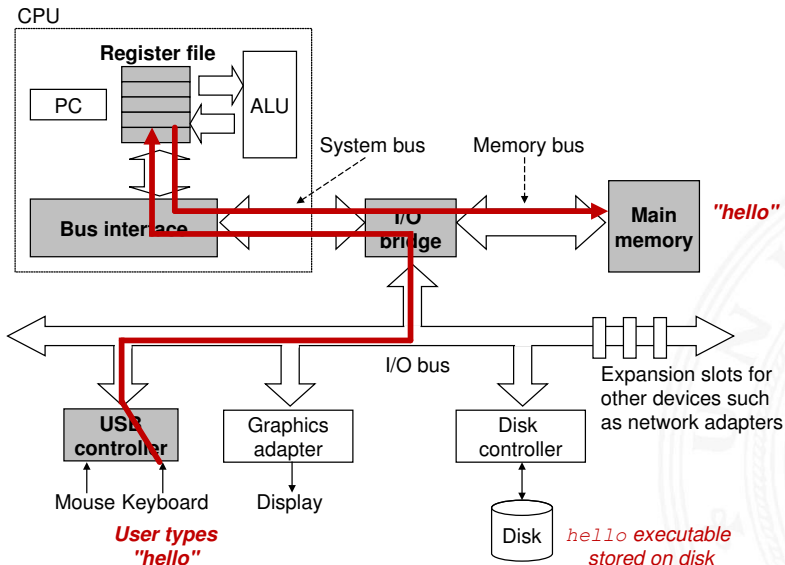 CPU
Register file
PC
ALU
System bus
Memory bus
Bus interface
I/O
bridge
Main
memory
"hello"
I/O bus
Expansion slots for
other devices such
as network adapters
USB
controller
Graphics
adapter
Disk
controller
Mouse Keyboard
Display
User types
"hello"
Disk
hello executable
stored on disk